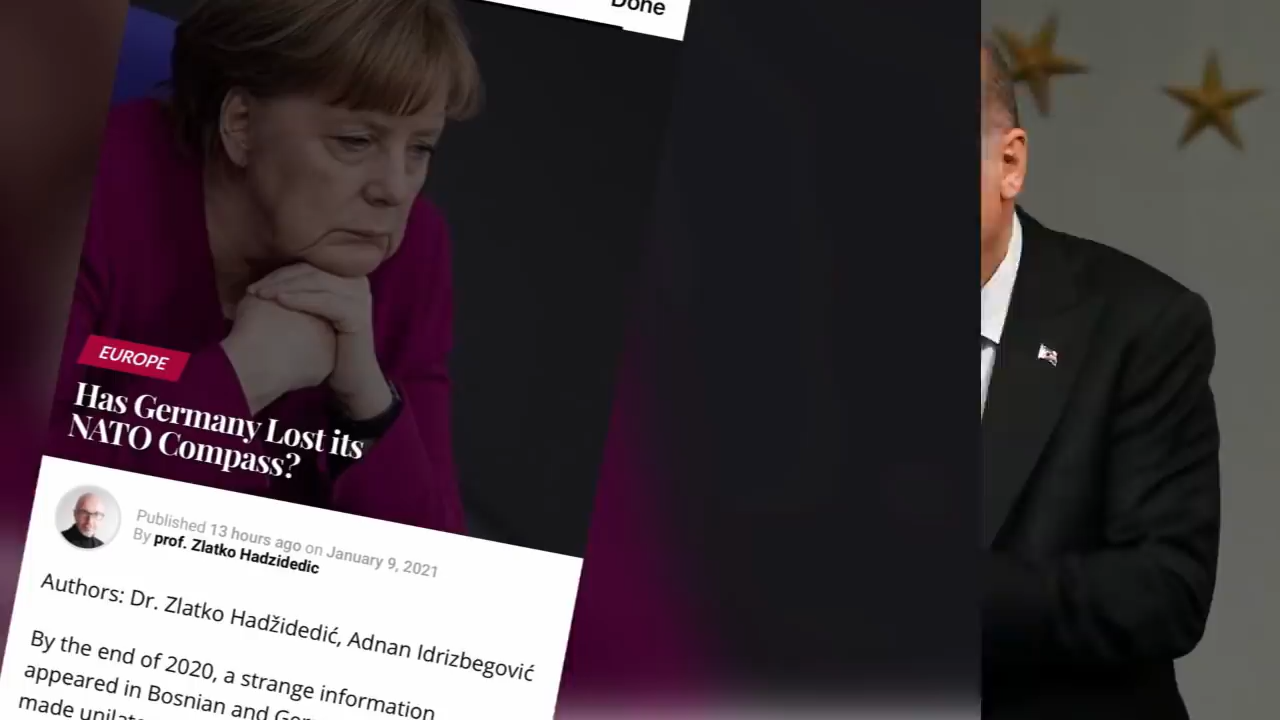 Done
EUROPE
Has Germany Lost its
NATO Compass?
Published 13 hours ago on January 9, 2021
By prof. Zlatko Hadzidedic
Authors: Dr. Zlatko Hadžidedić, Adnan Idrizbegović
By the end of 2020, a strange information
appeared in Bosnian and
made